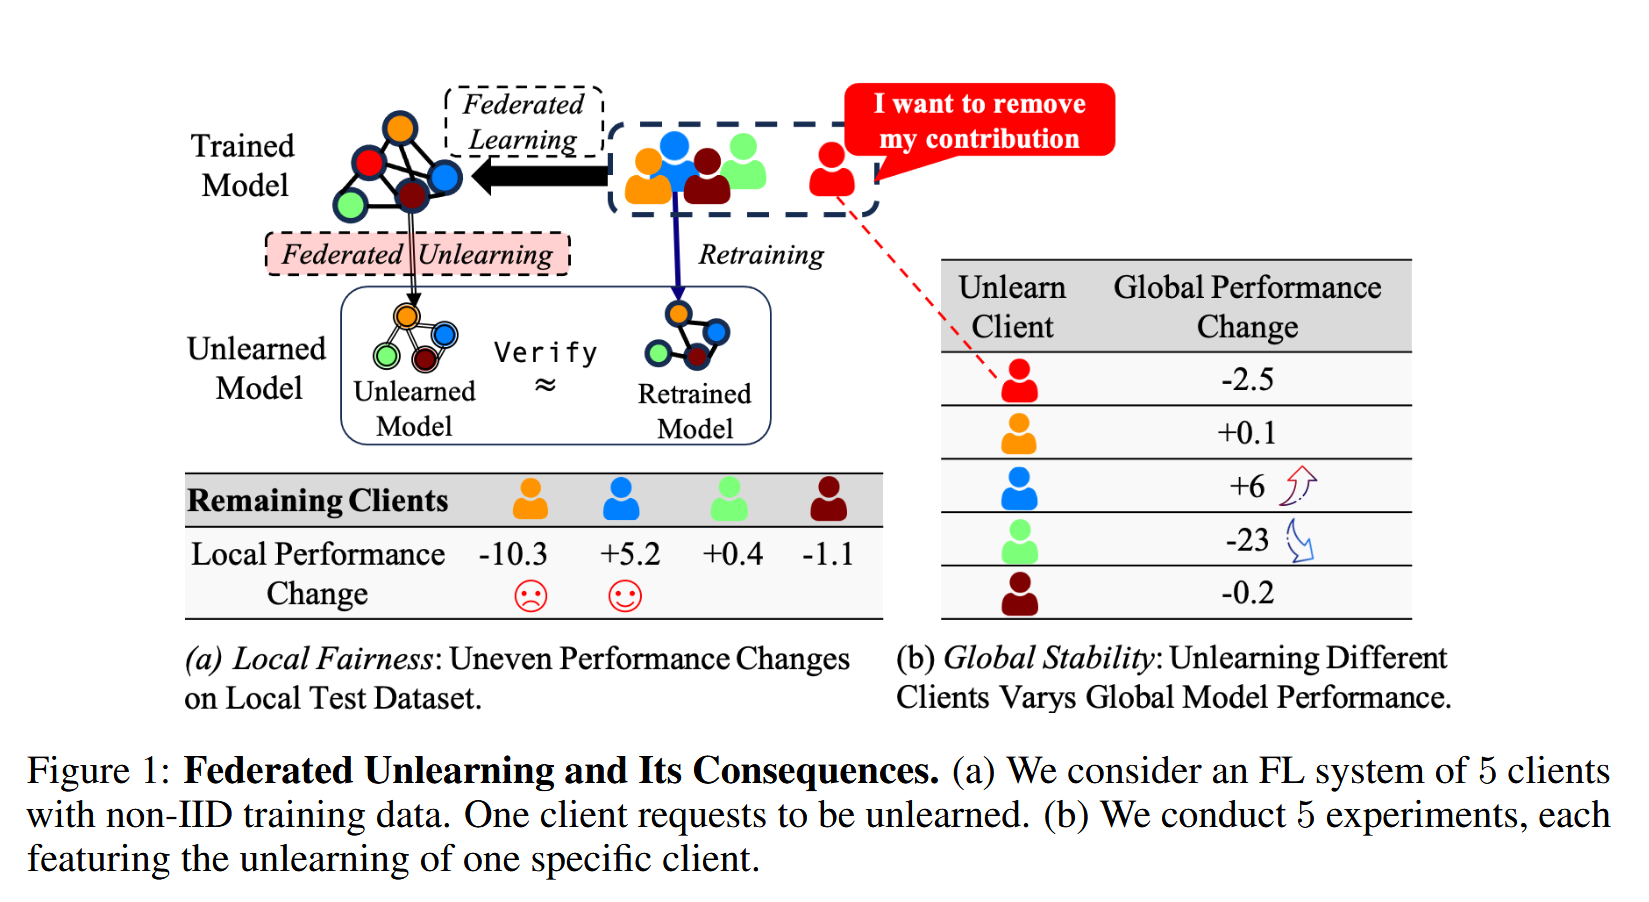 Trained
Model
Federated
Learning
I want to remove
my contribution
Federated Unlearning
Retraining
Unlearned
Model
Unlearned
Model
Verify
≈
Retrained
Model
Remaining Clients
Local Performance
Change
-10.3 +5.2 +0.4 -1.1
(a) Local Fairness: Uneven Performance Changes
on Local Test Dataset.
Unlearn
Client
Global Performance
Change
-2.5
+0.1
+6
-23
-0.2
(b) Global Stability: Unlearning Different
Clients Varys Global Model Performance.
Figure 1: Federated Unlearning and Its Consequences. (a) We consider an FL system of 5 clients
with non-IID training data. One client requests to be unlearned. (b) We conduct 5 experiments, each
featuring the unlearning of one specific client.